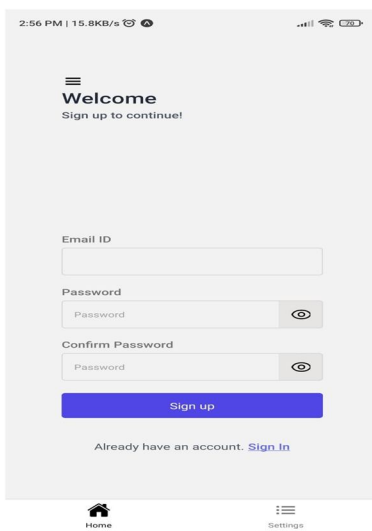 2:56 PM | 15.8KB/s
70
Welcome
Sign up to continue!
Email ID
Password
Password
Confirm Password
Password
Sign up
Already have an account. Sign In
Home
Settings